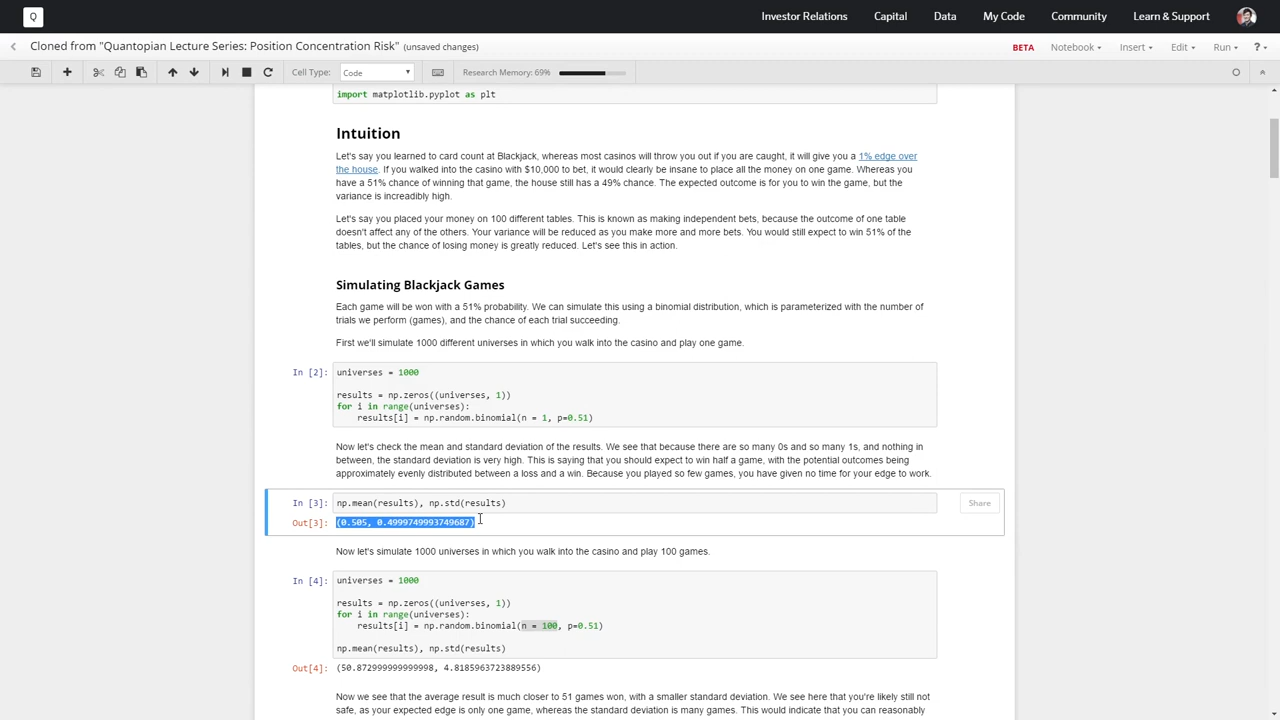 Q
Investor Relations Capital Data My Code Community Learn & Support
Cloned from "Quantopian Lecture Series: Position Concentration Risk" (unsaved changes)
BETA Notebook Insert Edit Run ?
Cell Type: Code Research Memory: 69%
import matplotlib.pyplot as plt
Intuition
Let's say you learned to card count at Blackjack, whereas most casinos will throw you out if you are caught, it will give you a 1% edge over
the house. If you walked into the casino with $10,000 to bet, it would clearly be insane to place all the money on one game. Whereas you
have a 51% chance of winning that game, the house still has a 49% chance. The expected outcome is for you to win the game, but the
variance is increadibly high.
Let's say you placed your money on 100 different tables. This is known as making independent bets, because the outcome of one table
doesn't affect any of the others. Your variance will be reduced as you make more and more bets. You would still expect to win 51% of the
tables, but the chance of losing money is greatly reduced. Let's see this in action.
Simulating Blackjack Games
Each game will be won with a 51% probability. We can simulate this using a binomial distribution, which is parameterized with the number of
trials we perform (games), and the chance of each trial succeeding.
First we'll simulate 1000 different universes in which you walk into the casino and play one game.
In [2]: universes = 1000
results = np.zeros((universes, 1))
for i in range(universes):
results[i] = np.random.binomial(n = 1, p=0.51)
Now let's check the mean and standard deviation of the results. We see that because there are so many 0s and so many 1s, and nothing in
between, the standard deviation is very high. This is saying that you should expect to win half a game, with the potential outcomes being
approximately evenly distributed between a loss and a win. Because you played so few games, you have given no time for your edge to work.
In [3]: np.mean(results), np.std(results) Share
Out[3]: (0.505, 0.4999749993749687)
Now let's simulate 1000 universes in which you walk into the casino and play 100 games.
In [4]: universes = 1000
results = np.zeros((universes, 1))
for i in range(universes):
results[i] = np.random.binomial(n = 100, p=0.51)
np.mean(results), np.std(results)
Out[4]: (50.872999999999998, 4.8185963723889556)
Now we see that the average result is much closer to 51 games won, with a smaller standard deviation. We see here that you're likely still not
safe, as your expected edge is only one game, whereas the standard deviation is many games. This would indicate that you can reasonably